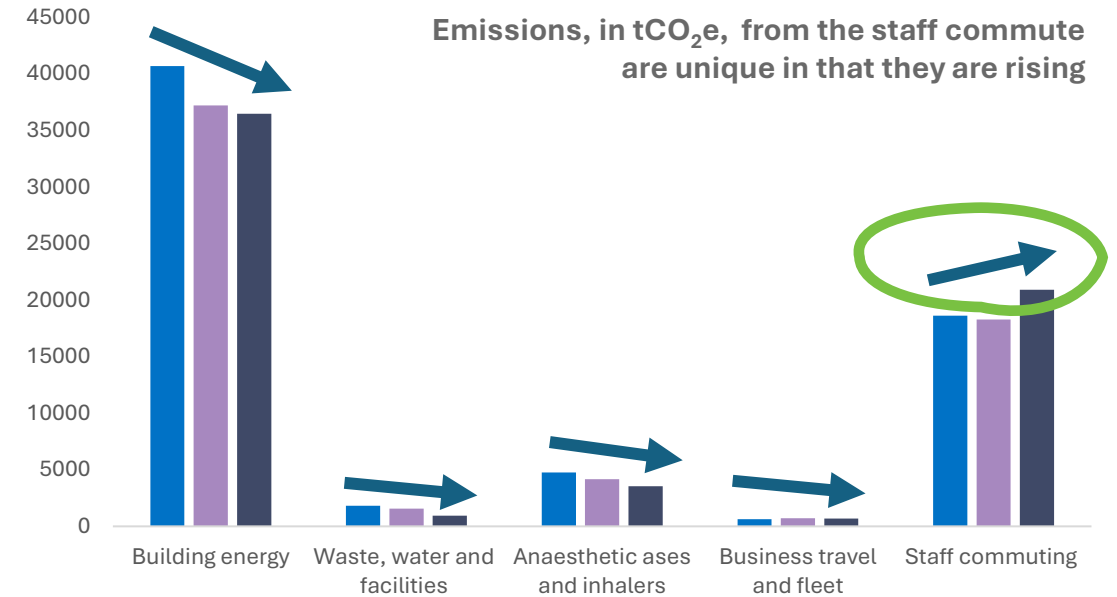 Emissions, in tCO₂e, from the staff commute
are unique in that they are rising
45000
40000
35000
30000
25000
20000
15000
10000
5000
0
Building energy
Waste, water and
facilities
Anaesthetic ases
and inhalers
Business travel
and fleet
Staff commuting